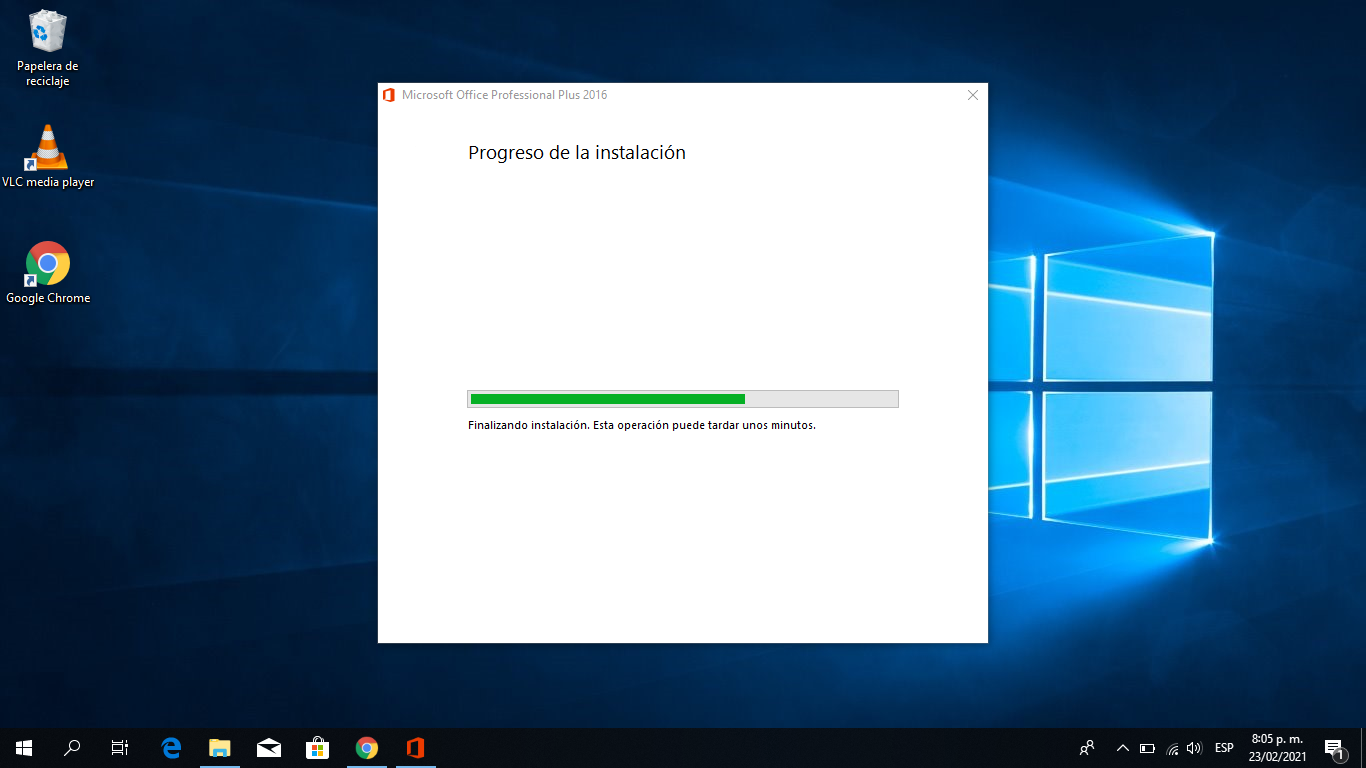 Papelera de
reciclaje
VLC media player
Google Chrome
Microsoft Office Professional Plus 2016
Progreso de la instalación
Finalizando instalación. Esta operación puede tardar unos minutos.
ESP
8:05 p. m.
23/02/2021
1